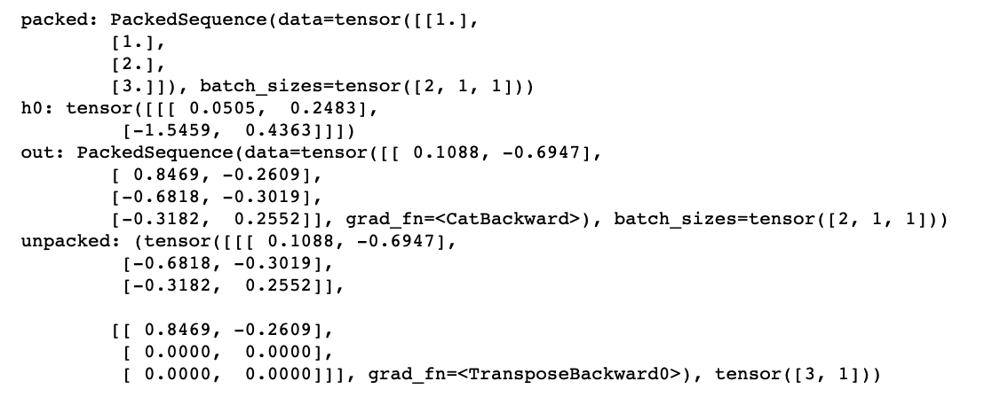 packed: PackedSequence(data=tensor([[1.],
        [1.],
        [2.],
        [3.]]), batch_sizes=tensor([2, 1, 1]))
h0: tensor([[[ 0.0505,  0.2483],
         [-1.5459,  0.4363]]])
out: PackedSequence(data=tensor([[ 0.1088, -0.6947],
        [ 0.8469, -0.2609],
        [-0.6818, -0.3019],
        [-0.3182,  0.2552]], grad_fn=<CatBackward>), batch_sizes=tensor([2, 1, 1]))
unpacked: (tensor([[[ 0.1088, -0.6947],
         [-0.6818, -0.3019],
         [-0.3182,  0.2552]],

        [[ 0.8469, -0.2609],
         [ 0.0000,  0.0000],
         [ 0.0000,  0.0000]]], grad_fn=<TransposeBackward0>), tensor([3, 1]))